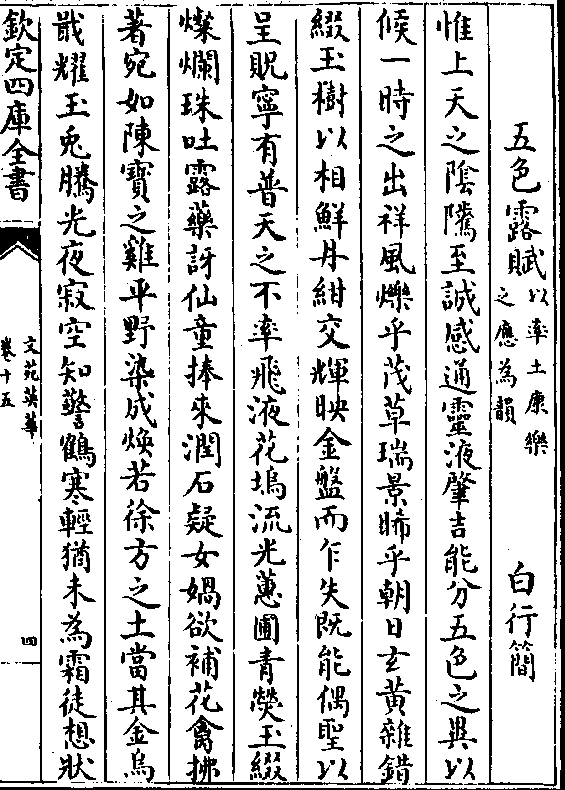 五色露賦以率土康樂之應為韻 白行簡
惟上天之陰隲至誠感通靈液肇吉能分五色之異以
候一時之出祥風爍乎茂草瑞景晞乎朝日玄黃雜錯
綴玉樹以相鮮丹紺交輝映金盤而乍失既能偶聖以
呈貺寧有普天之不率飛液花塢流光蕙圃青熒玉綴
燦爛珠吐露藥訝仙童捧來潤石疑女媧欲補花禽拂
著宛如陳寶之雞平野染成煥若徐方之土當其金烏
戢耀玉兎騰光夜寂空知警鶴寒輕猶未為霜徒想狀
欽定四庫全書
文苑英華
卷十五
四